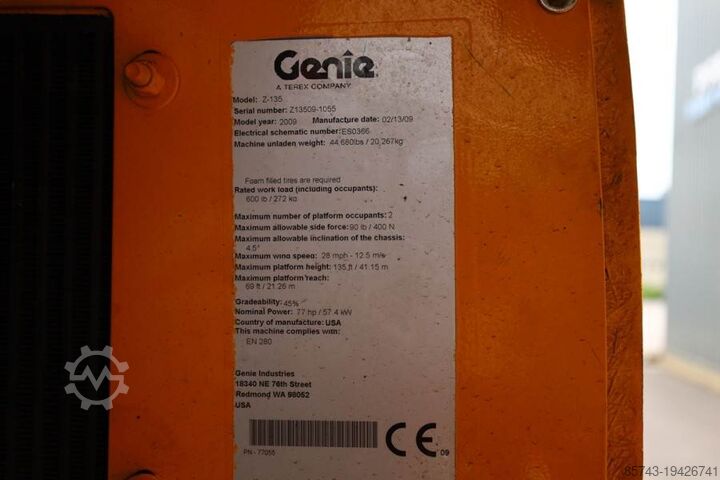 Genie
A TEREX COMPANY
Model: Z-135
Serial number: Z13509-1055
Model year: 2009 Manufacture date: 02/13/09
Electrical schematic number: ES0366
Machine unladen weight: 44,680lbs / 20,267kg
Foam filled tires are required
Rated work load (including occupants):
600 lb / 272 kg
Maximum number of platform occupants: 2
Maximum allowable side force: 90 lb / 400 N
Maximum allowable inclination of the chassis:
4.5°
Maximum wind speed: 28 mph - 12.5 m/s
Maximum platform height: 135 ft / 41.15 m
Maximum platform reach:
69 ft / 21.26 m
Gradeability: 45%
Nominal Power: 77 hp / 57.4 kW
Country of manufacture: USA
This machine complies with:
EN 280
Genie Industries
18340 NE 76th Street
Redmond WA 98052
USA
PN - 77055
CE
09
85743-19426741